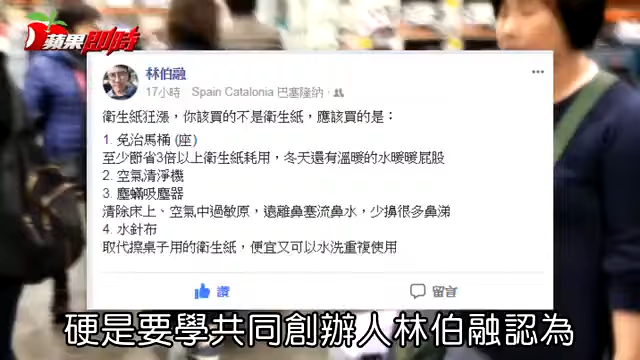 蘋果即時
林伯融
17小時 Spain Catalonia 巴塞隆納
衛生紙狂漲，你該買的不是衛生紙，應該買的是：
1. 免治馬桶 (座)
至少節省3倍以上衛生紙耗用，冬天還有溫暖的水暖暖屁股
2. 空氣清淨機
3. 塵蟎吸塵器
清除床上、空氣中過敏原，遠離鼻塞流鼻水，少擤很多鼻涕
4. 水針布
取代擦桌子用的衛生紙，便宜又可以水洗重複使用
讚 留言
硬是要學共同創辦人林伯融認為